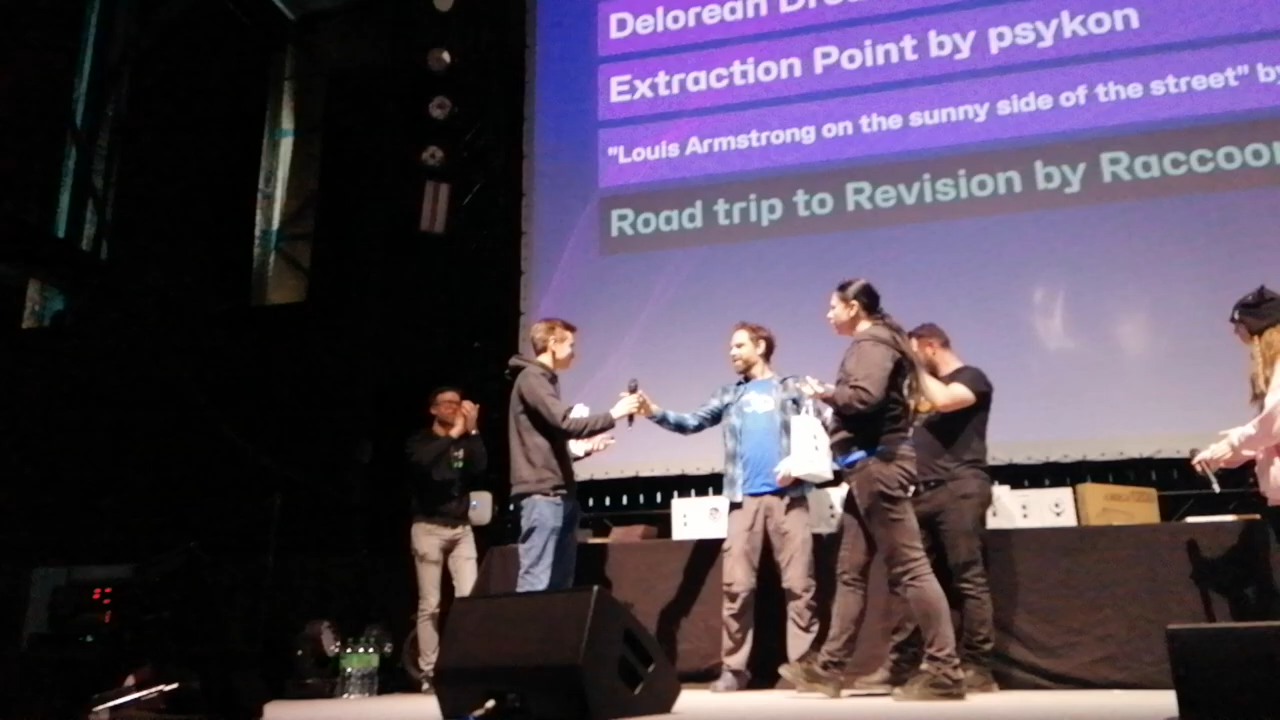 Delorean
Extraction Point by psykon
"Louis Armstrong on the sunny side of the street" by
Road trip to Revision by Raccoon